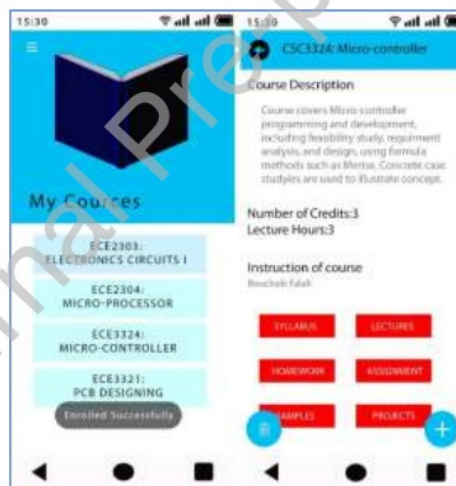 15:30
My Cources
ECE2303:
ELECTRONICS CIRCUITS I
ECE2304:
MICRO-PROCESSOR
ECE3324:
MICRO-CONTROLLER
ECE3321:
PCB DESIGNING
Enrolled Successfully
15:30
CSC3324: Micro-controller
Course Description
Course covers Micro-controller
programming and development,
including feasibility study, requirment
analysis, and design, using formula
methods such as Concrete case
studyies are used to illustrate concept.
Number of Credits:3
Lecture Hours:3
Instruction of course
Falah
SYLLABUS
LECTURES
HOMEWORK
ASSIGNMENT
PROJECTS